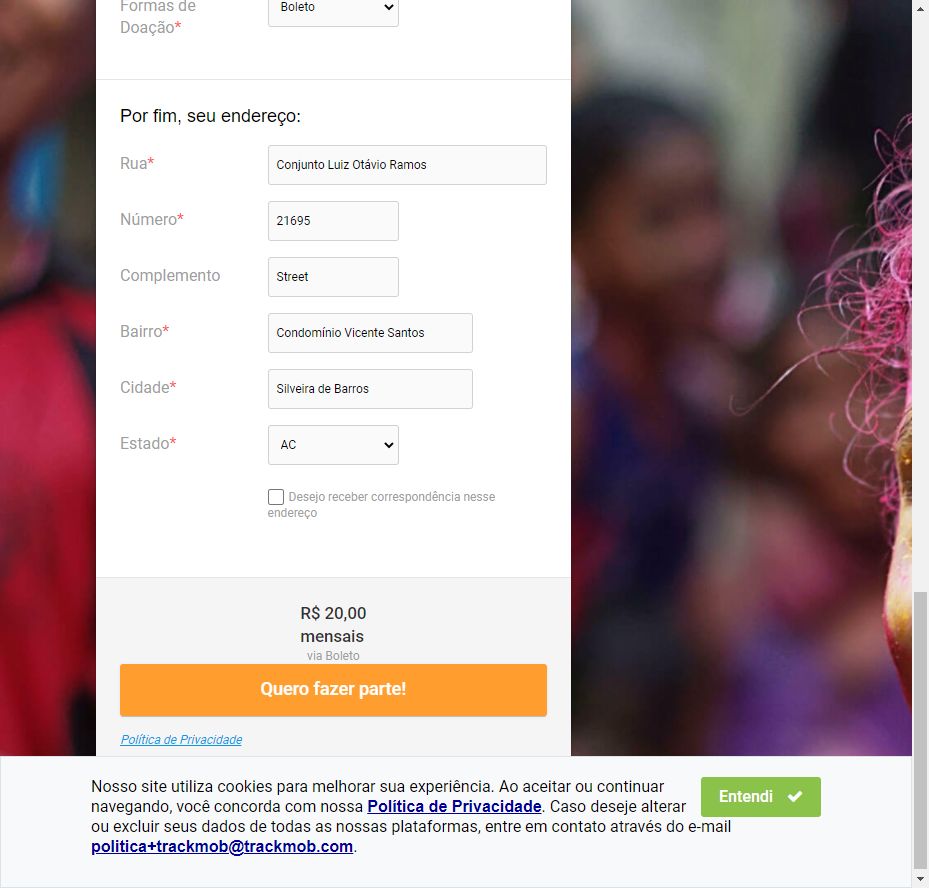 Formas de
Doação*
Boleto
Por fim, seu endereço:
Rua*
Conjunto Luiz Otávio Ramos
Número*
21695
Complemento
Street
Bairro*
Condomínio Vicente Santos
Cidade*
Silveira de Barros
Estado*
AC
Desejo receber correspondência nesse
endereço
R$ 20,00
mensais
via Boleto
Quero fazer parte!
Política de Privacidade
Nosso site utiliza cookies para melhorar sua experiência. Ao aceitar ou continuar
navegando, você concorda com nossa Política de Privacidade. Caso deseje alterar
ou excluir seus dados de todas as nossas plataformas, entre em contato através do e-mail
politica+trackmob@trackmob.com.
Entendi